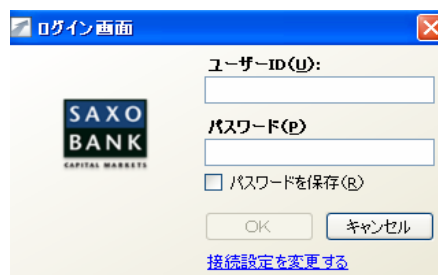 ログイン画面
ユーザーID(U):
SAXO
BANK
CAPITAL MARKETS
パスワード(P)
パスワードを保存(R)
OK
キャンセル
接続設定を変更する